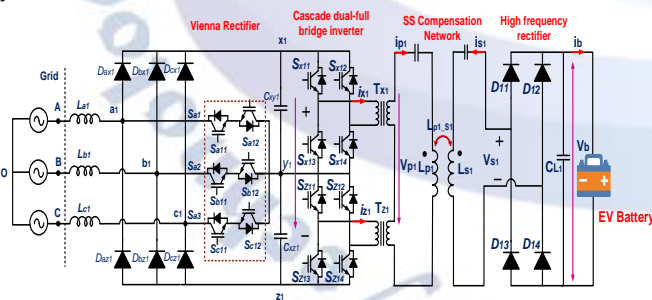 Vienna Rectifier
Cascade dual-full
bridge inverter
SS Compensation
Network
High frequency
rectifier
Grid
x1
ip1
is1
ib
Dax1
Dbx1
Dcx1
Sx11
Sx12
Cxy1
ix1
Tx1
D11
D12
A
La1
a1
Sa1
Sa11
Sa12
+
Sx13
Sx14
Lp1_S1
+
O
B
Lb1
b1
Sa2
y1
Sb11
Sb12
Sz11
Sz12
Vp1
Lp1
Ls1
Vs1
CL1
Vb
- +
C
Lc1
c1
Sa3
Sc11
Sc12
iz1
Tz1
EV Battery
Daz1
Dbz1
Dcz1
Cxz1
−
Sz13
Sz14
−
D13
D14
z1